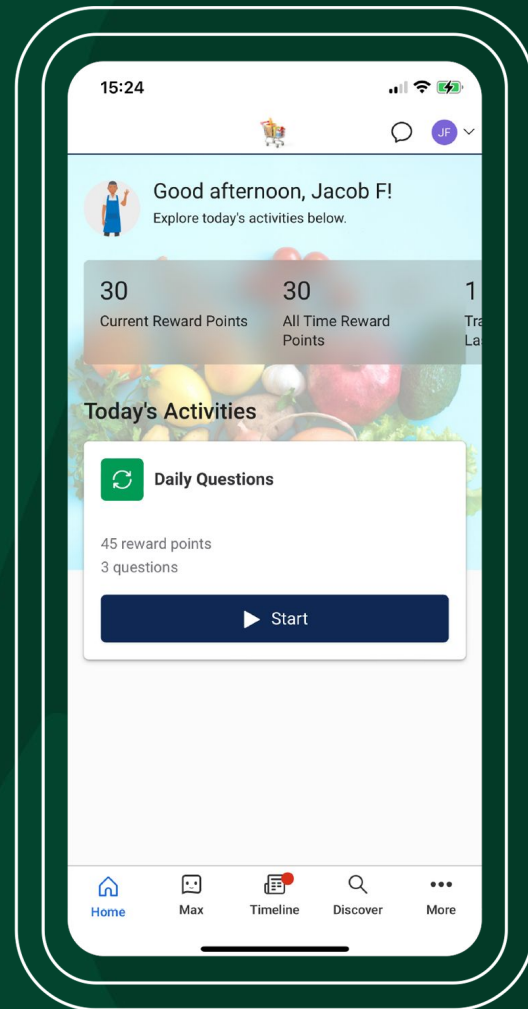 15:24
JF
Good afternoon, Jacob F!
Explore today's activities below.
30
Current Reward Points
30
All Time Reward
Points
1
Today's Activities
Daily Questions
45 reward points
3 questions
Start
Home
Max
Timeline
Discover
More